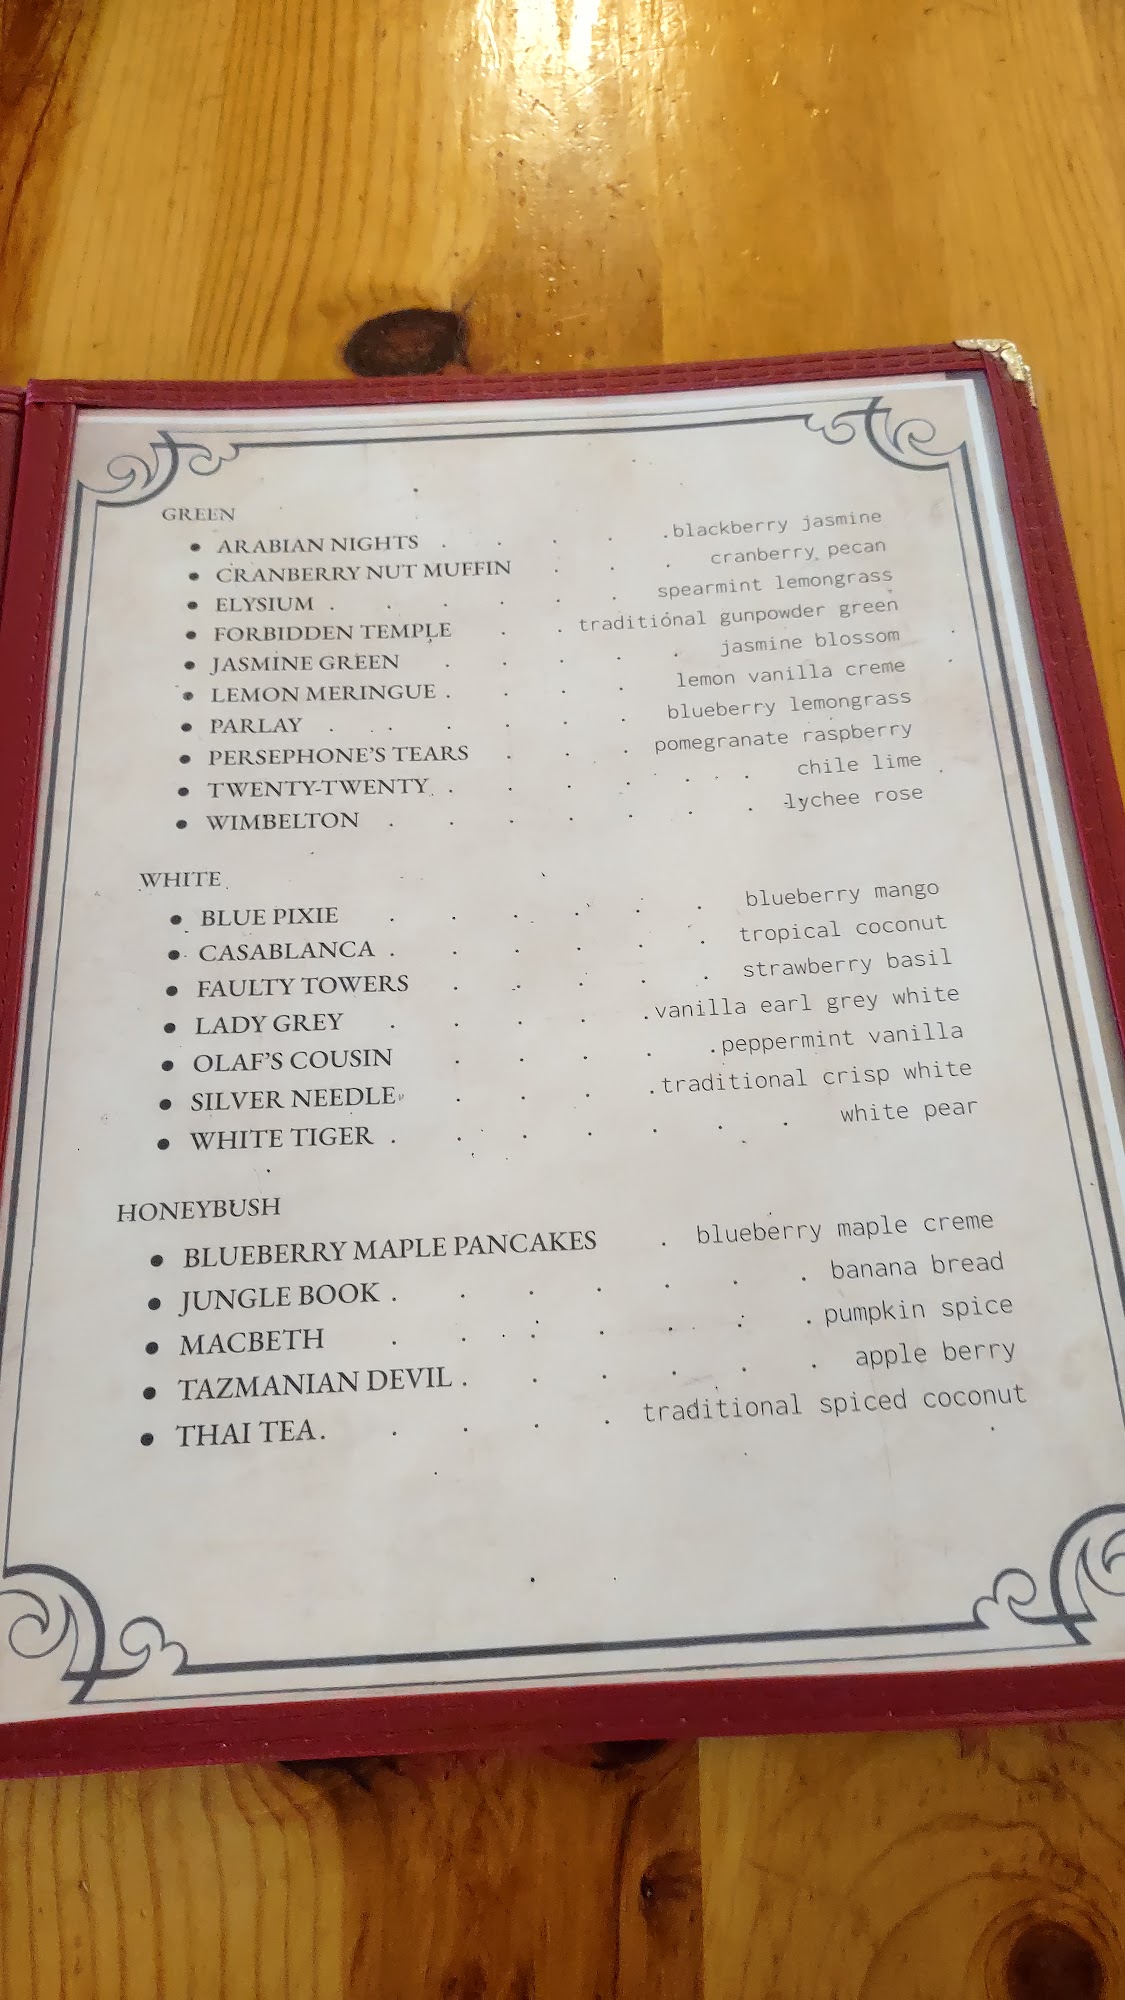 GREEN
• ARABIAN NIGHTS . . . . .blackberry jasmine
• CRANBERRY NUT MUFFIN . . . cranberry pecan
• ELYSIUM . . . . . . spearmint lemongrass
• FORBIDDEN TEMPLE . . traditional gunpowder green
• JASMINE GREEN . . . . . jasmine blossom
• LEMON MERINGUE . . . . lemon vanilla creme
• PARLAY . . . . . . blueberry lemongrass
• PERSEPHONE'S TEARS . . . pomegranate raspberry
• TWENTY-TWENTY . . . . . . chile lime
• WIMBELTON . . . . . . . lychee rose
WHITE
• BLUE PIXIE . . . . . . blueberry mango
• CASABLANCA . . . . . . tropical coconut
• FAULTY TOWERS . . . . . strawberry basil
• LADY GREY . . . . .vanilla earl grey white
• OLAF'S COUSIN . . . . .peppermint vanilla
• SILVER NEEDLE . . . .traditional crisp white
• WHITE TIGER . . . . . . . white pear
HONEYBUSH
• BLUEBERRY MAPLE PANCAKES . blueberry maple creme
• JUNGLE BOOK . . . . . . . banana bread
• MACBETH . . . . . . . pumpkin spice
• TAZMANIAN DEVIL . . . . . . apple berry
• THAI TEA . . . . . traditional spiced coconut